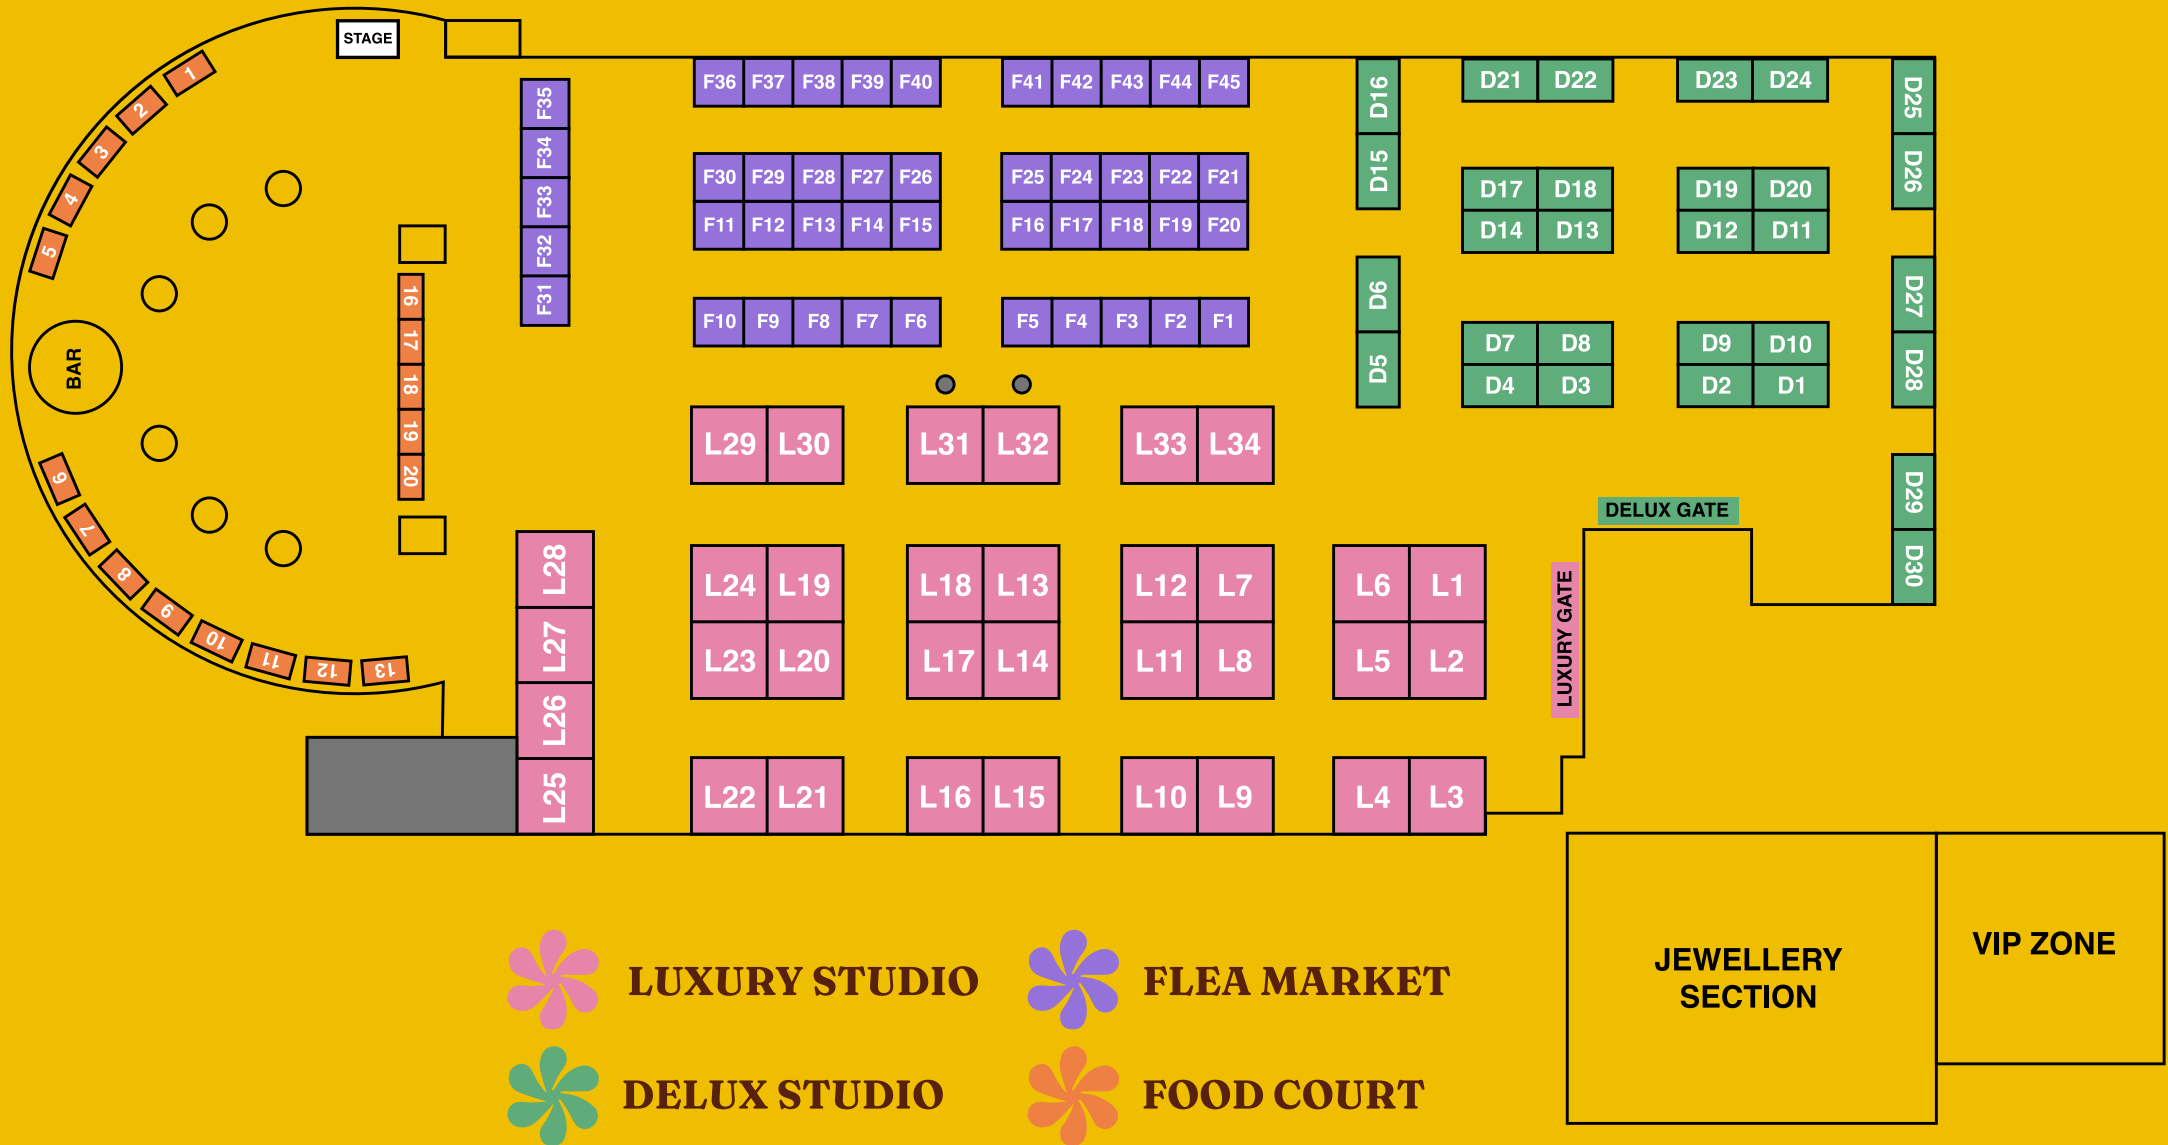 STAGE
1
2
3
4
5
BAR
6
7
8
9
10
11
12
13
16
17
18
19
20
F35
F34
F33
F32
F31
F36 F37 F38 F39 F40
F41 F42 F43 F44 F45
F30 F29 F28 F27 F26
F25 F24 F23 F22 F21
F11 F12 F13 F14 F15
F16 F17 F18 F19 F20
F10 F9 F8 F7 F6
F5 F4 F3 F2 F1
D16
D15
D6
D5
D21 D22
D23 D24
D17 D18
D19 D20
D14 D13
D12 D11
D7 D8
D9 D10
D4 D3
D2 D1
D25
D26
D27
D28
D29
D30
L29 L30
L31 L32
L33 L34
L28
L27
L26
L25
L24 L19
L18 L13
L12 L7
L6 L1
L23 L20
L17 L14
L11 L8
L5 L2
L22 L21
L16 L15
L10 L9
L4 L3
DELUX GATE
LUXURY GATE
JEWELLERY
SECTION
VIP ZONE
LUXURY STUDIO
FLEA MARKET
DELUX STUDIO
FOOD COURT